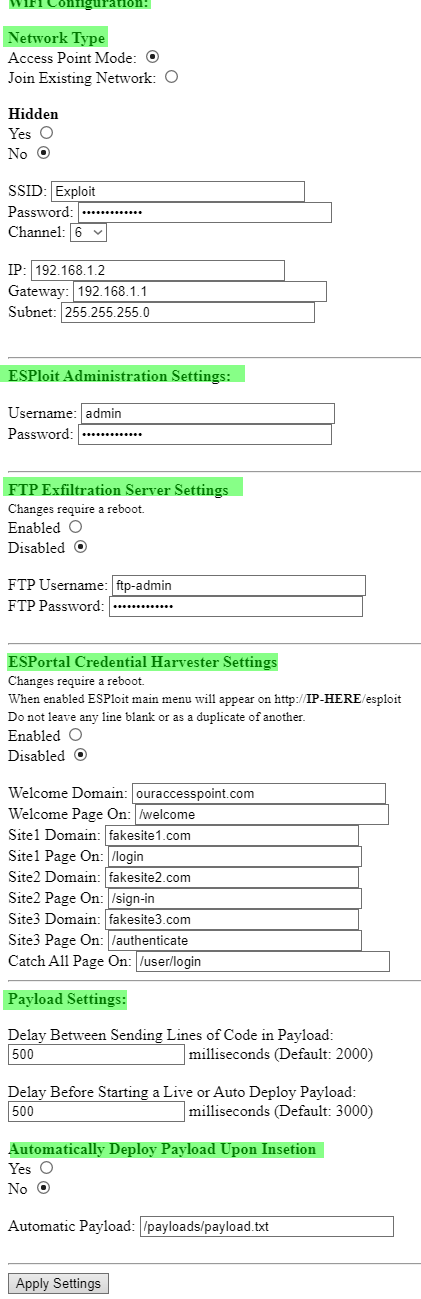 WiFi Configuration:
Network Type
Access Point Mode:
Join Existing Network:
Hidden
Yes
No
SSID: Exploit
Password: •••••••••••••
Channel: 6
IP: 192.168.1.2
Gateway: 192.168.1.1
Subnet: 255.255.255.0
ESPloit Administration Settings:
Username: admin
Password: •••••••••••••
FTP Exfiltration Server Settings
Changes require a reboot.
Enabled
Disabled
FTP Username: ftp-admin
FTP Password: •••••••••••••
ESPortal Credential Harvester Settings
Changes require a reboot.
When enabled ESPloit main menu will appear on http://IP-HERE/esploit
Do not leave any line blank or as a duplicate of another.
Enabled
Disabled
Welcome Domain: ouraccesspoint.com
Welcome Page On: /welcome
Site1 Domain: fakesite1.com
Site1 Page On: /login
Site2 Domain: fakesite2.com
Site2 Page On: /sign-in
Site3 Domain: fakesite3.com
Site3 Page On: /authenticate
Catch All Page On: /user/login
Payload Settings:
Delay Between Sending Lines of Code in Payload:
500 milliseconds (Default: 2000)
Delay Before Starting a Live or Auto Deploy Payload:
500 milliseconds (Default: 3000)
Automatically Deploy Payload Upon Insetion
Yes
No
Automatic Payload: /payloads/payload.txt
Apply Settings